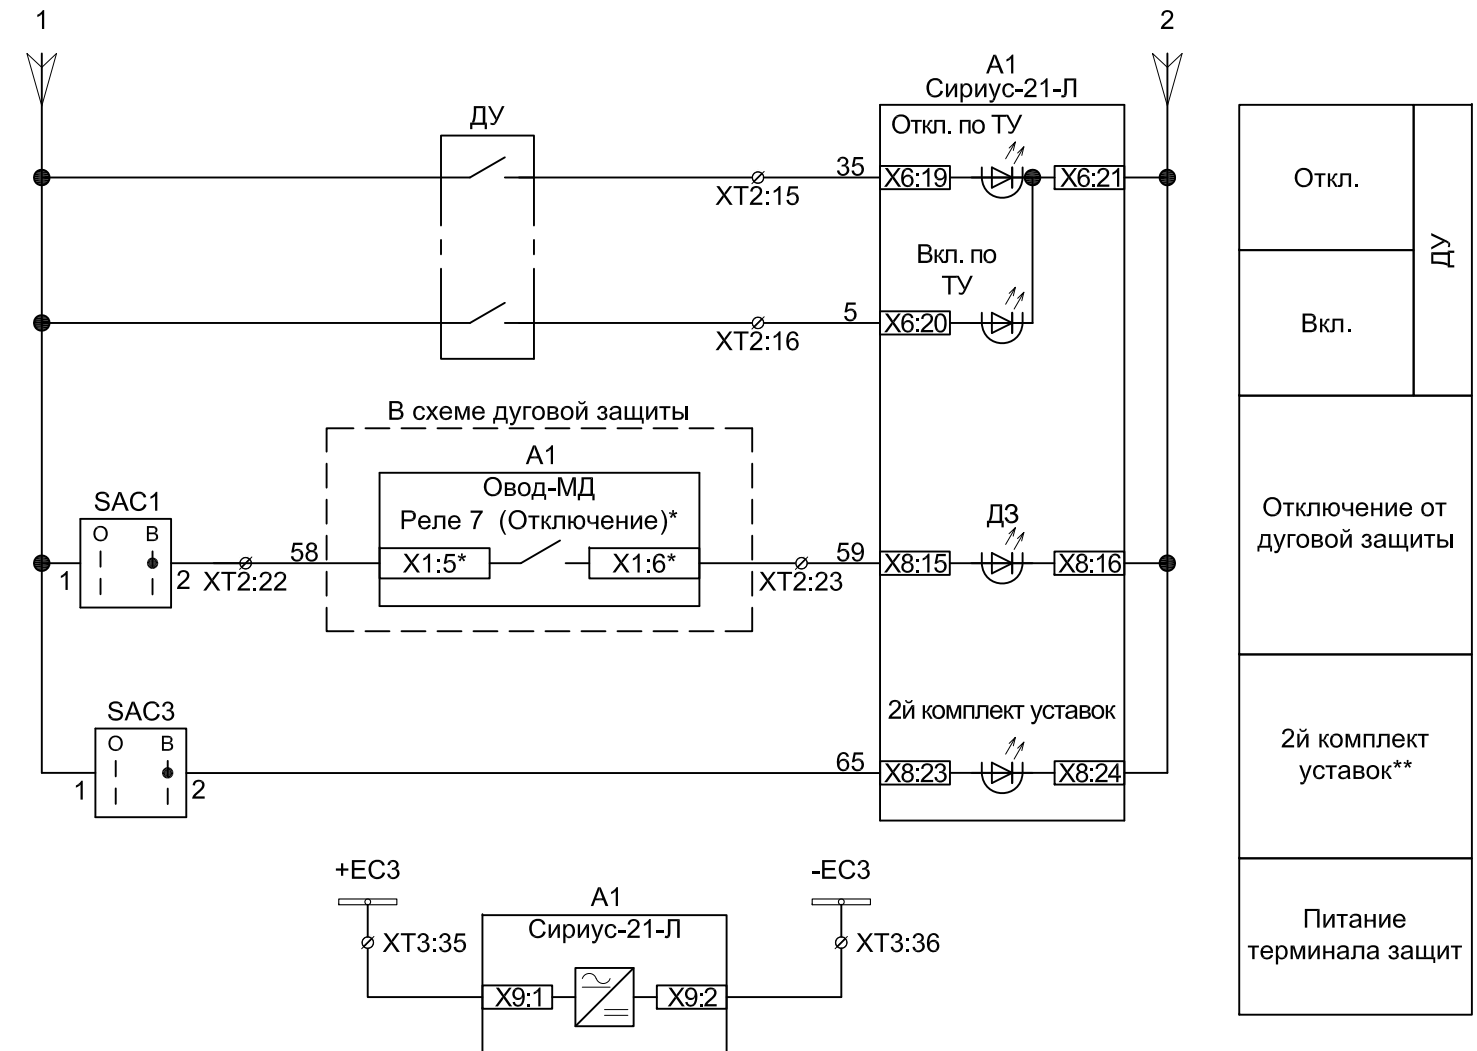 1
2
А1
Сириус-21-Л
ДУ
Откл. по ТУ
35
X6:19
X6:21
XT2:15
Откл.
ДУ
Вкл. по
ТУ
5
X6:20
XT2:16
Вкл.
В схеме дуговой защиты
А1
Овод-МД
Реле 7 (Отключение)*
SAC1
О В
1
2
XT2:22
58
X1:5*
X1:6*
XT2:23
59
ДЗ
X8:15
X8:16
Отключение от
дуговой защиты
SAC3
О В
1
2
2й комплект уставок
65
X8:23
X8:24
2й комплект
уставок**
+EC3
-EC3
А1
Сириус-21-Л
XT3:35
XT3:36
X9:1
X9:2
Питание
терминала защит